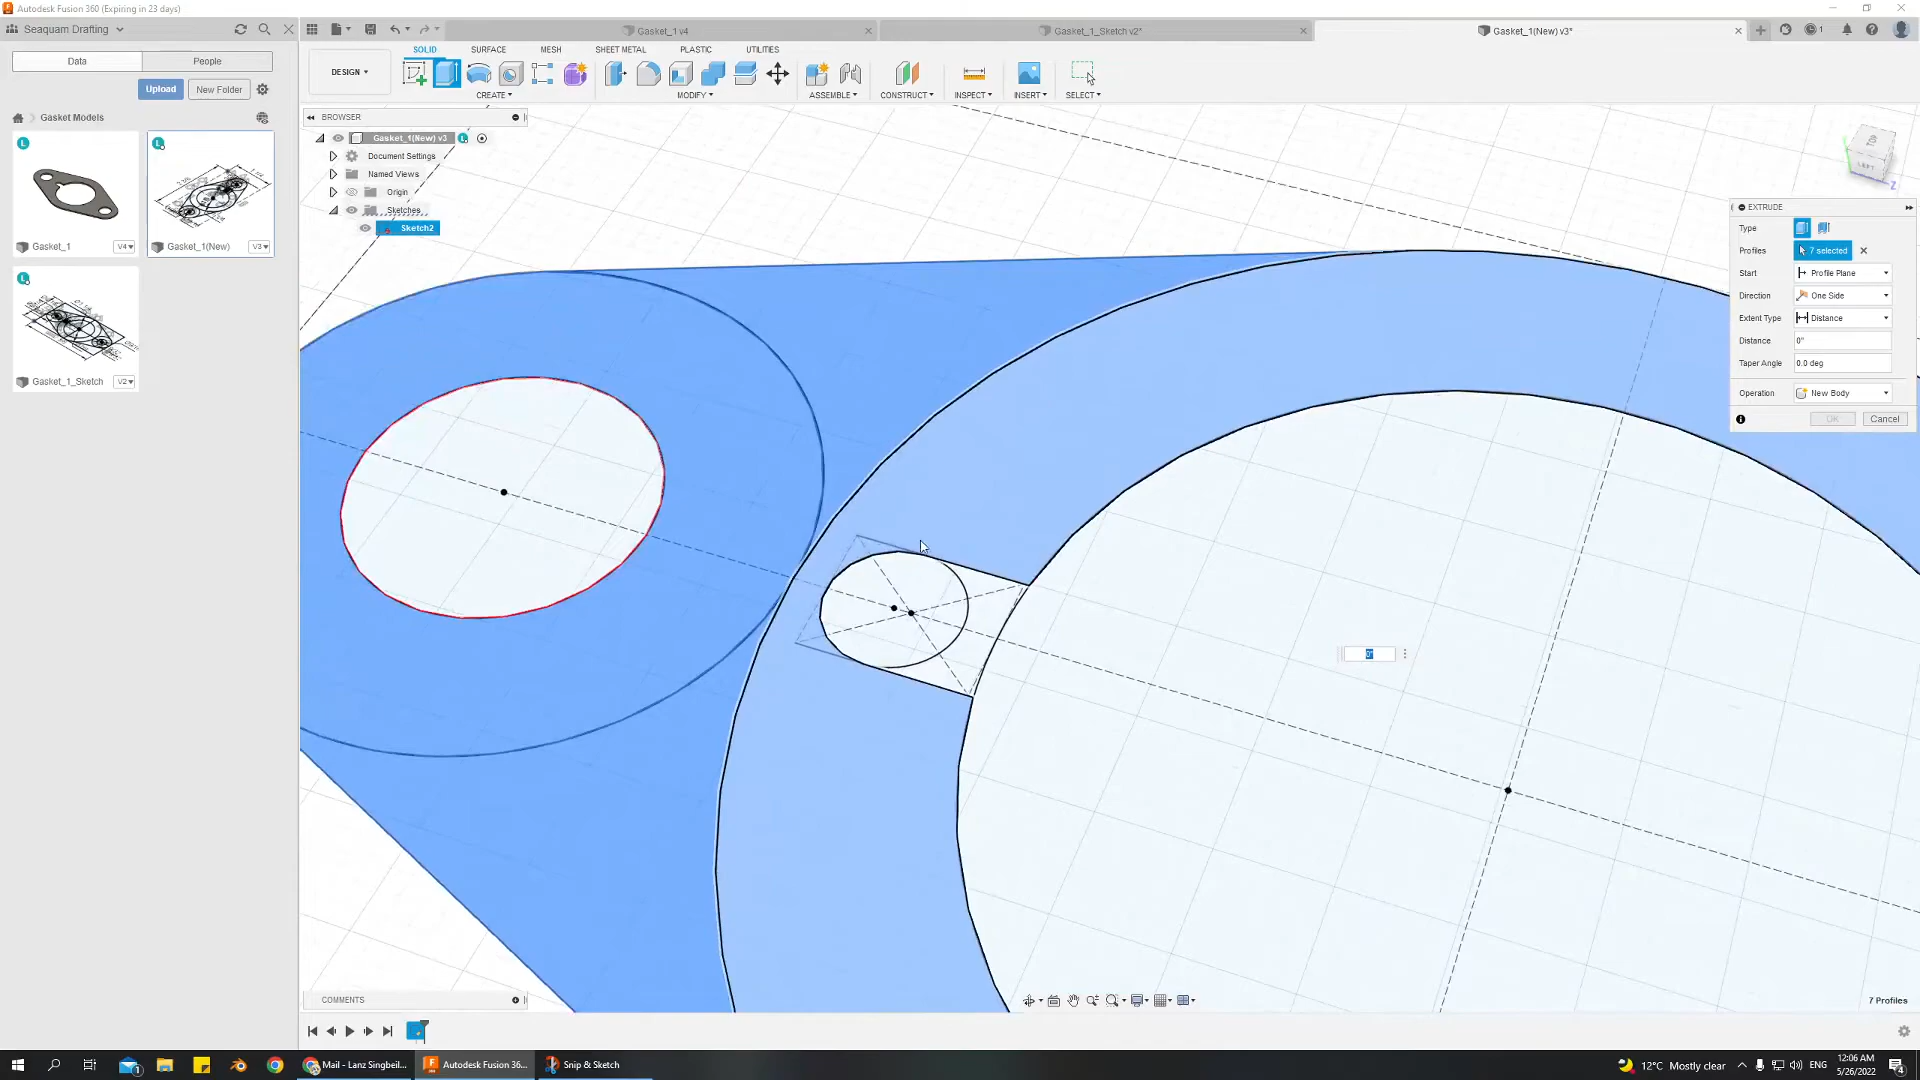 Autodesk Fusion 360 (Expiring in 23 days)
Seaquam Drafting
Gasket_1 v4
Gasket_1_Sketch v2*
Gasket_1(New) v3*
Data
People
Upload
New Folder
Gasket Models
Gasket_1
V4
Gasket_1(New)
V3
Gasket_1_Sketch
V2
DESIGN
SOLID
SURFACE
MESH
SHEET METAL
PLASTIC
UTILITIES
CREATE
MODIFY
ASSEMBLE
CONSTRUCT
INSPECT
INSERT
SELECT
BROWSER
Gasket_1(New) v3
Document Settings
Named Views
Origin
Sketches
Sketch2
LEFT
Z
EXTRUDE
Type
Profiles
7 selected
Start
Profile Plane
Direction
One Side
Extent Type
Distance
Distance
0"
Taper Angle
0.0 deg
Operation
New Body
OK
Cancel
COMMENTS
7 Profiles
Mail - Lanz Singbeil...
Autodesk Fusion 36...
Snip & Sketch
12°C
Mostly clear
ENG
12:06 AM
5/26/2022